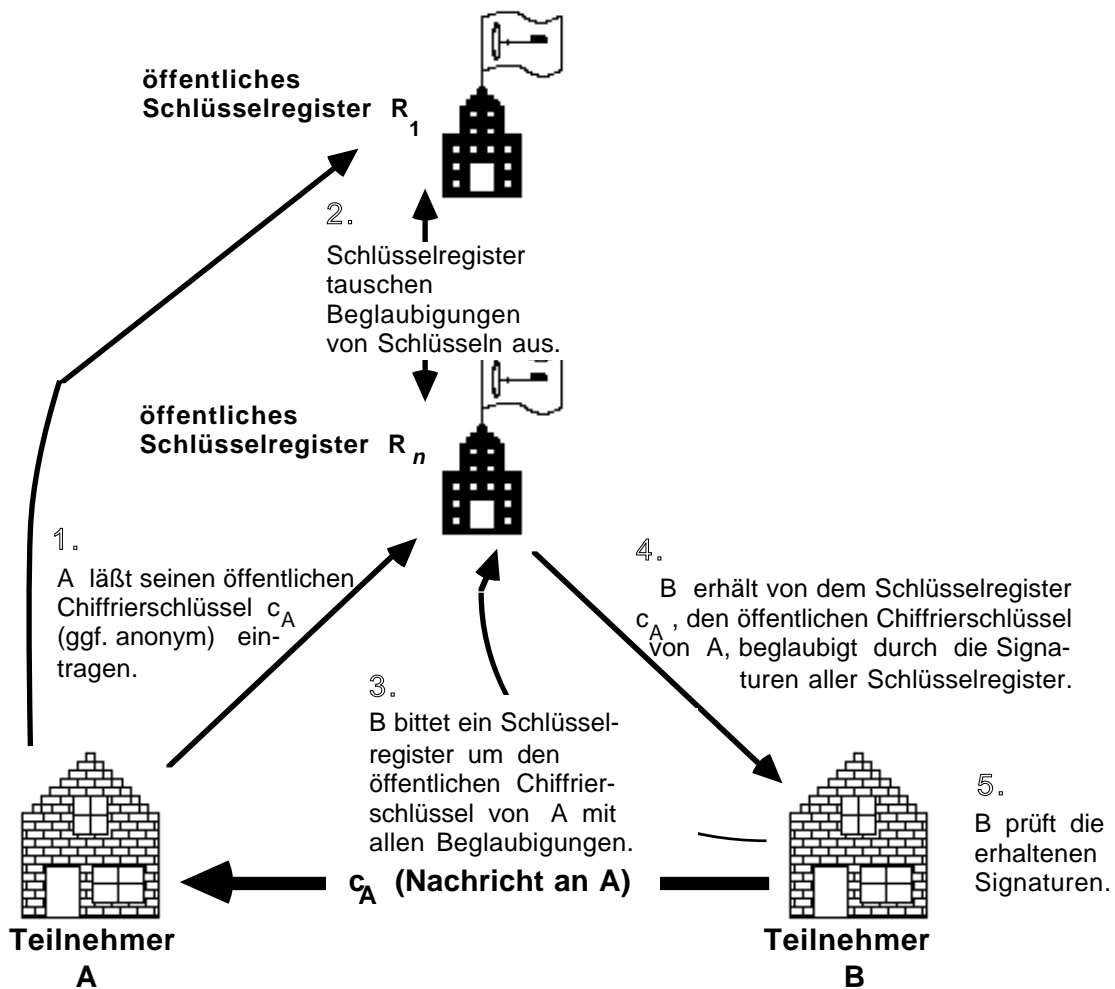 öffentliches
Schlüsselregister R1
2.
Schlüsselregister
tauschen
Beglaubigungen
von Schlüsseln aus.
öffentliches
Schlüsselregister Rn
1.
A läßt seinen öffentlichen
Chiffrierschlüssel cA
(ggf. anonym) ein-
tragen.
4.
B erhält von dem Schlüsselregister
cA, den öffentlichen Chiffrierschlüssel
von A, beglaubigt durch die Signa-
turen aller Schlüsselregister.
3.
B bittet ein Schlüssel-
register um den
öffentlichen Chiffrier-
schlüssel von A mit
allen Beglaubigungen.
5.
B prüft die
erhaltenen
Signaturen.
cA (Nachricht an A)
Teilnehmer
A
Teilnehmer
B